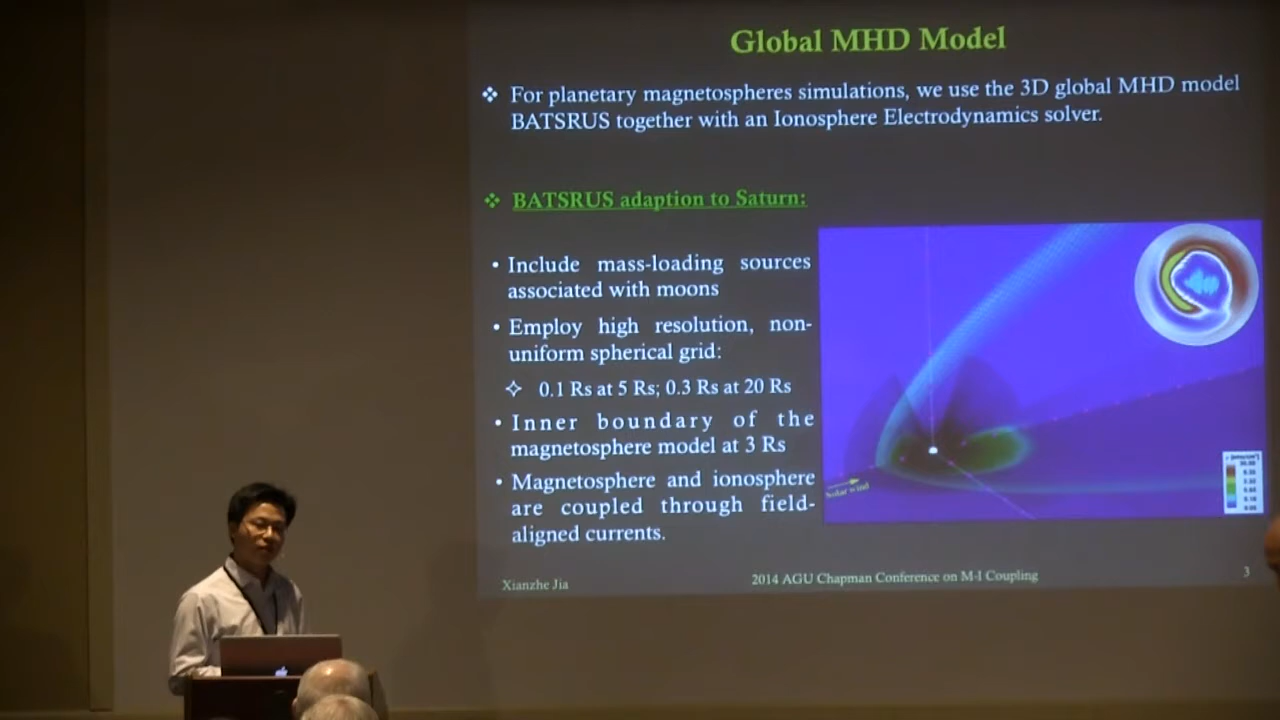 Global MHD Model
❖ For planetary magnetospheres simulations, we use the 3D global MHD model
BATSRUS together with an Ionosphere Electrodynamics solver.
❖ BATSRUS adaption to Saturn:
• Include mass-loading sources
associated with moons
• Employ high resolution, non-
uniform spherical grid:
✧ 0.1 Rs at 5 Rs; 0.3 Rs at 20 Rs
• Inner boundary of the
magnetosphere model at 3 Rs
• Magnetosphere and ionosphere
are coupled through field-
aligned currents.
Solar wind
Xianzhe Jia
2014 AGU Chapman Conference on M-I Coupling
3